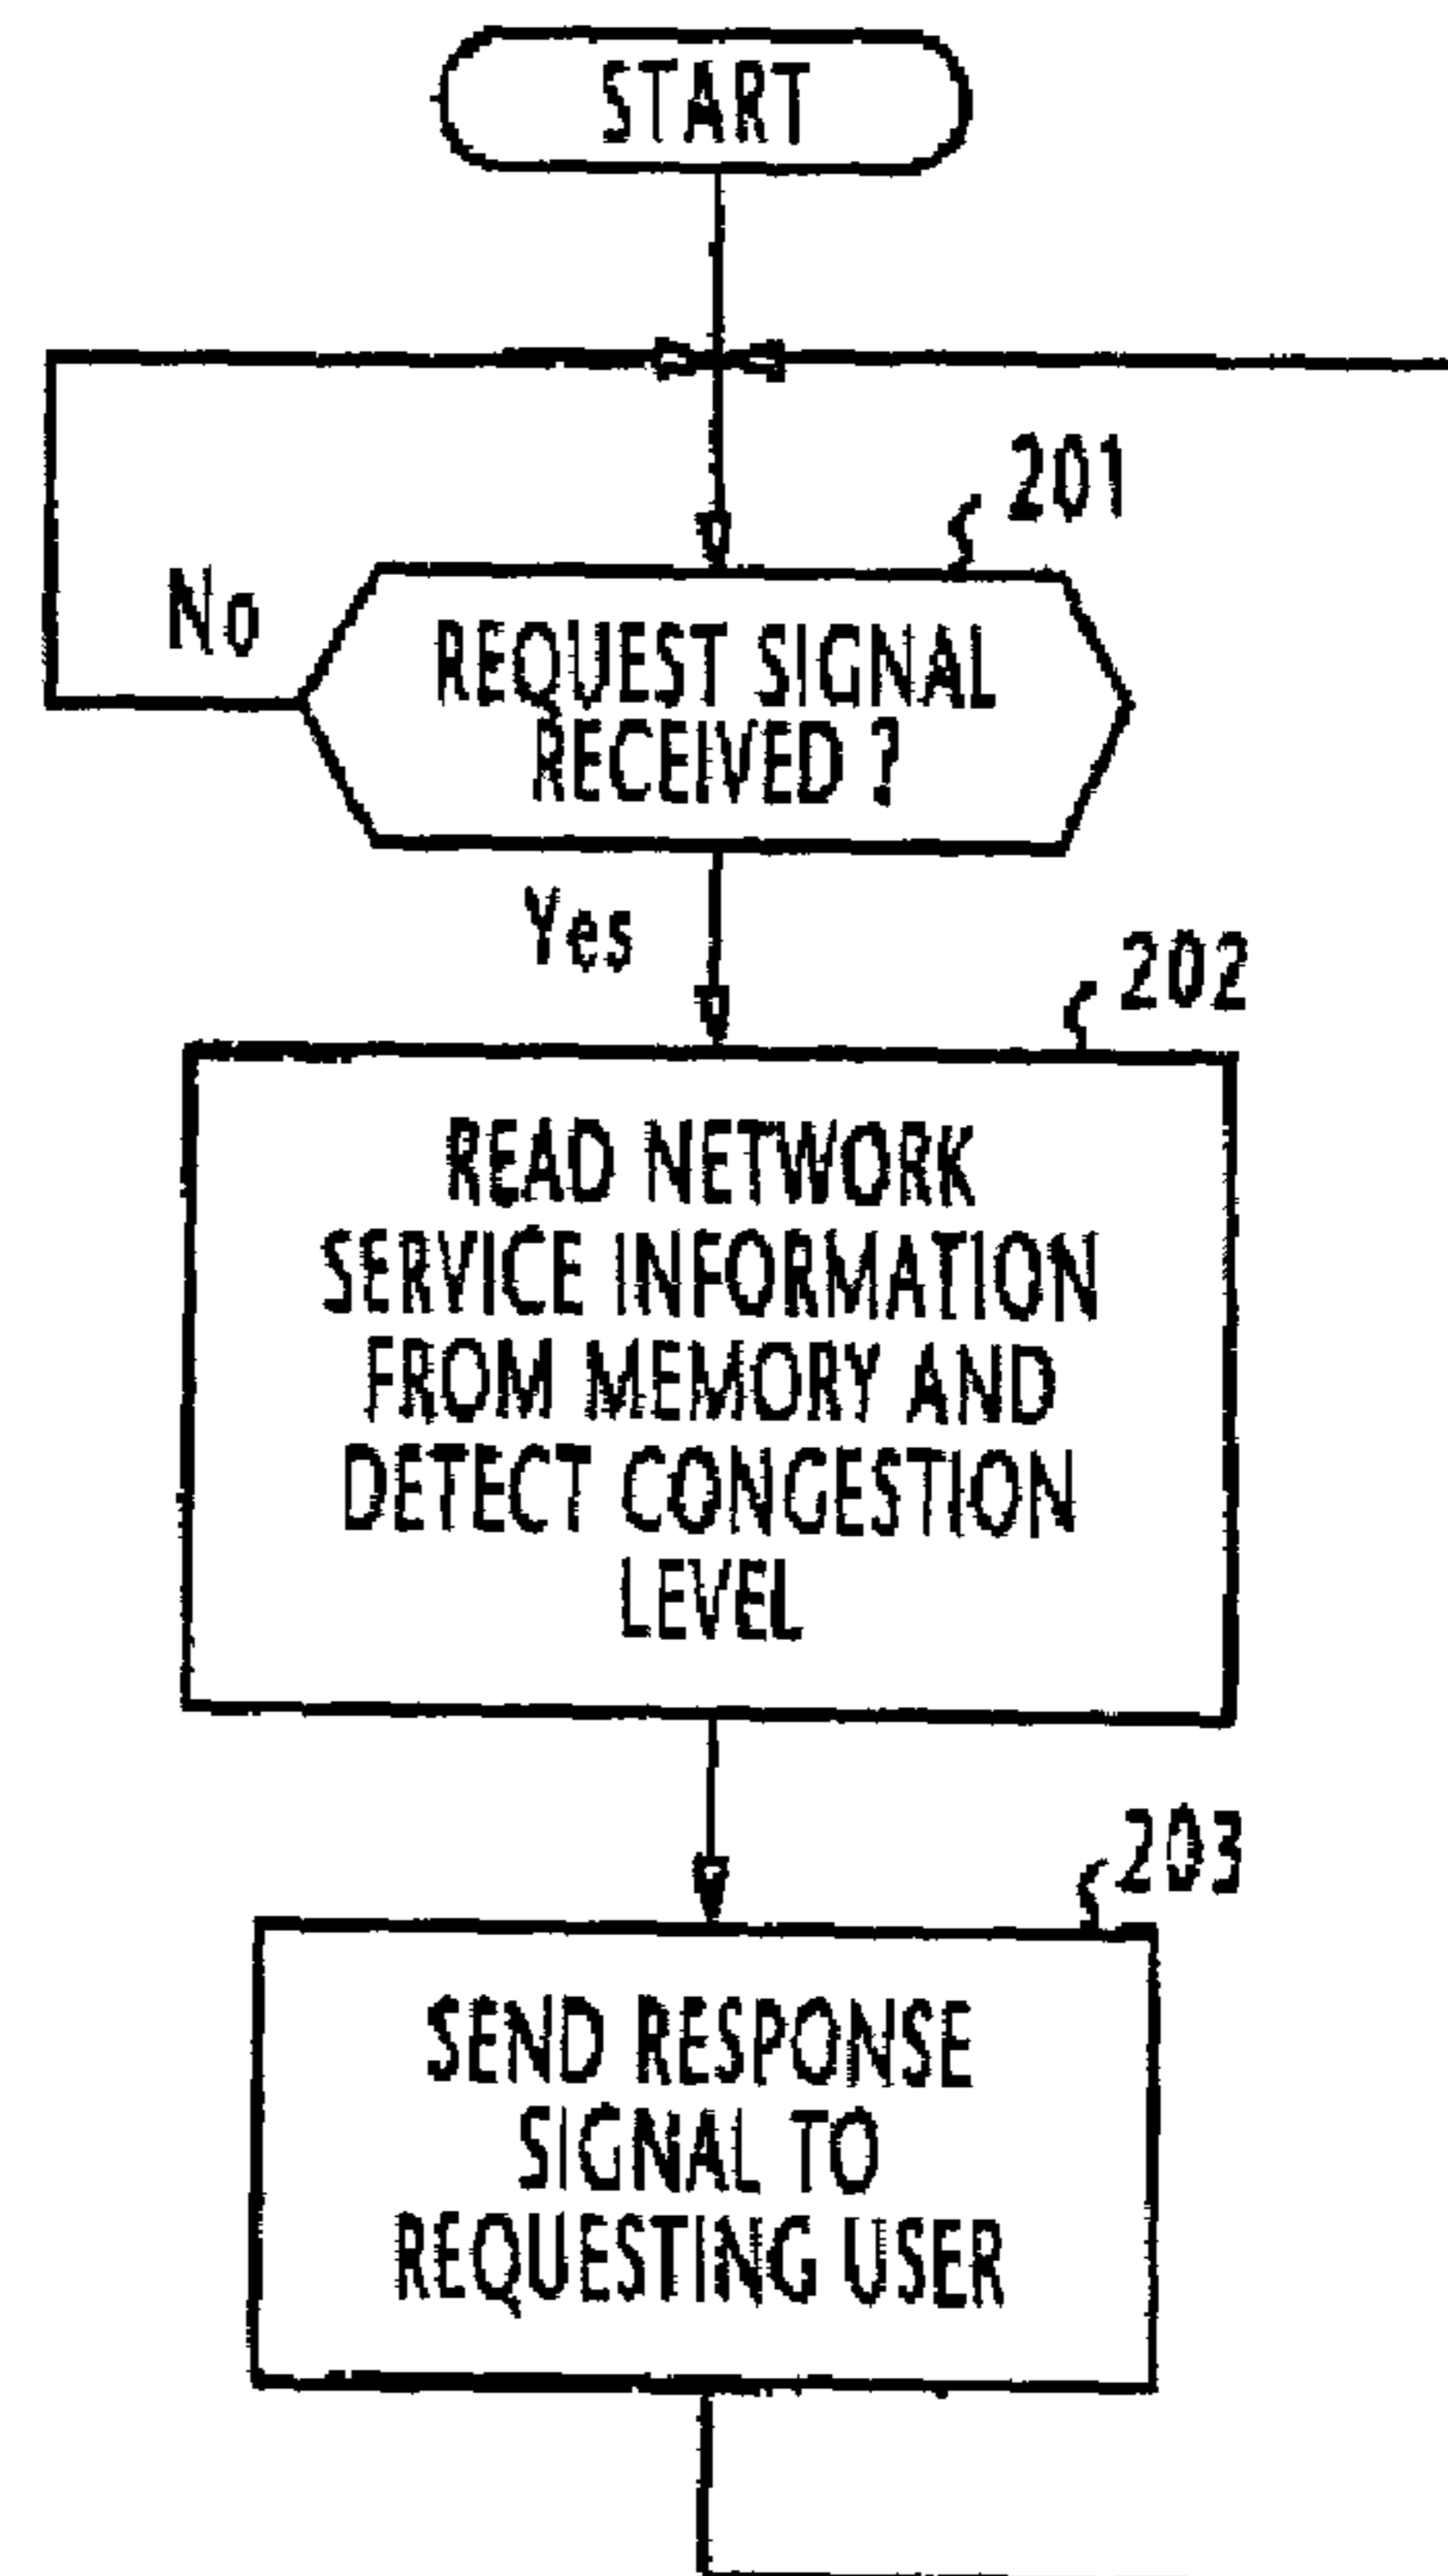 START
201
No
REQUEST SIGNAL
RECEIVED ?
Yes
202
READ NETWORK
SERVICE INFORMATION
FROM MEMORY AND
DETECT CONGESTION
LEVEL
203
SEND RESPONSE
SIGNAL TO
REQUESTING USER